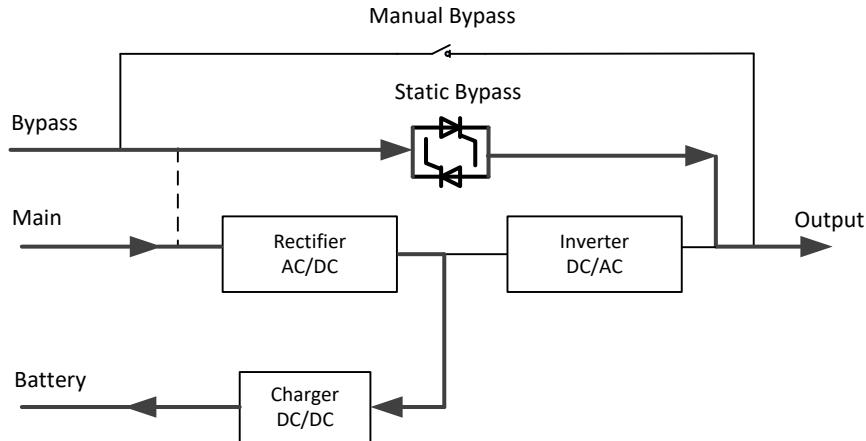 Manual Bypass
Static Bypass
Bypass
Main
Rectifier
AC/DC
Inverter
DC/AC
Output
Battery
Charger
DC/DC